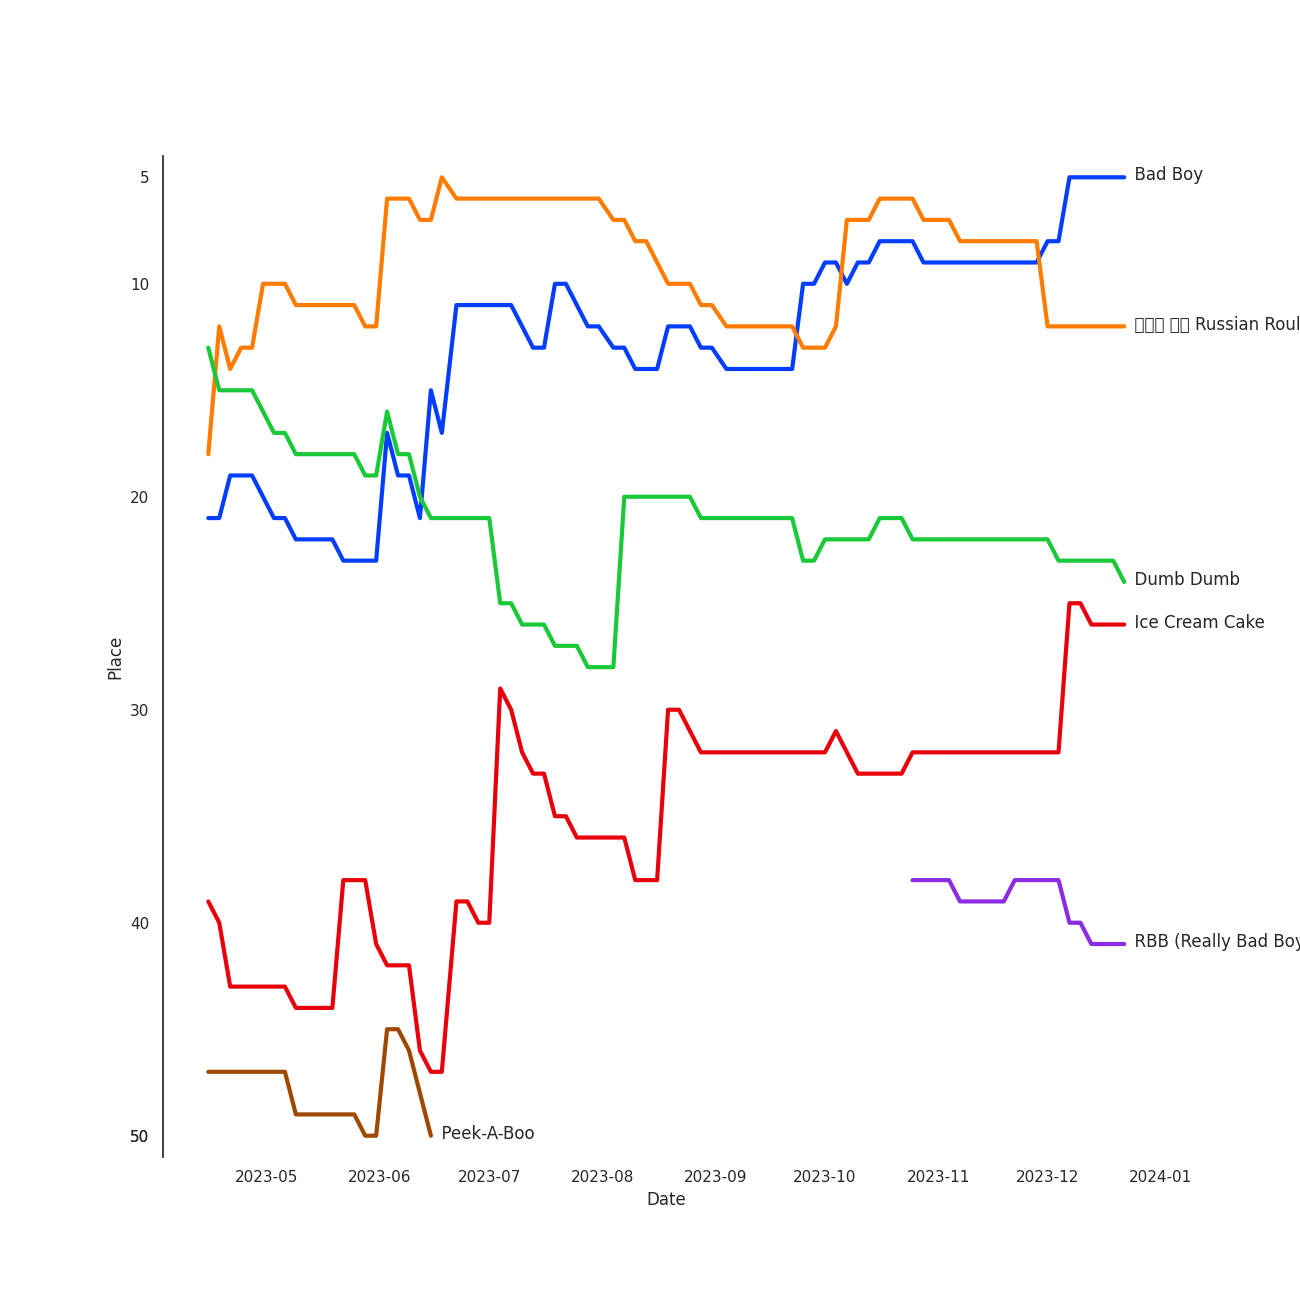 5
10
20
30
40
50
Place
Bad Boy
Russian Roul
Dumb Dumb
Ice Cream Cake
RBB (Really Bad Boy
Peek-A-Boo
2023-05 2023-06 2023-07 2023-08 2023-09 2023-10 2023-11 2023-12 2024-01
Date